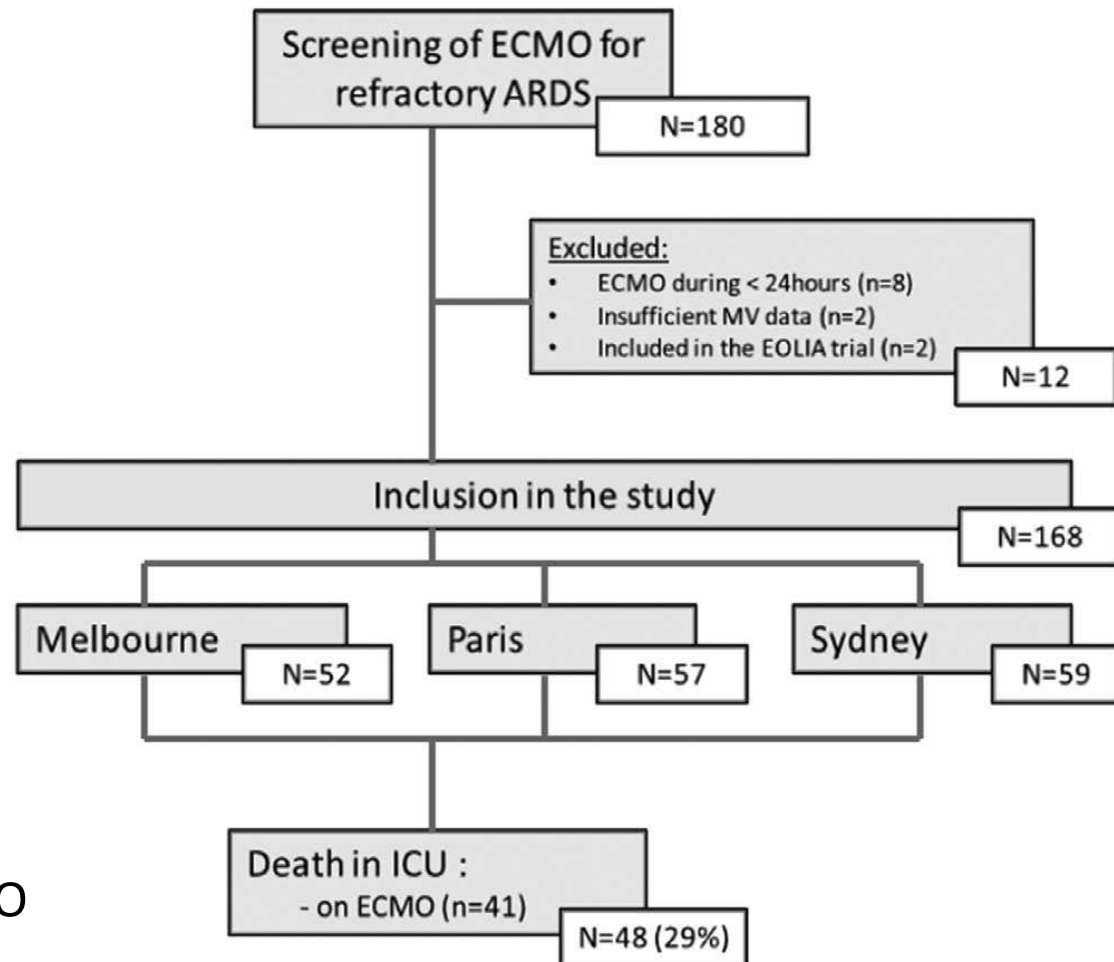 Screening of ECMO for
refractory ARDS
N=180
Excluded:
• ECMO during < 24hours (n=8)
• Insufficient MV data (n=2)
• Included in the EOLIA trial (n=2)
N=12
Inclusion in the study
N=168
Melbourne
N=52
Paris
N=57
Sydney
N=59
Death in ICU :
- on ECMO (n=41)
N=48 (29%)
O